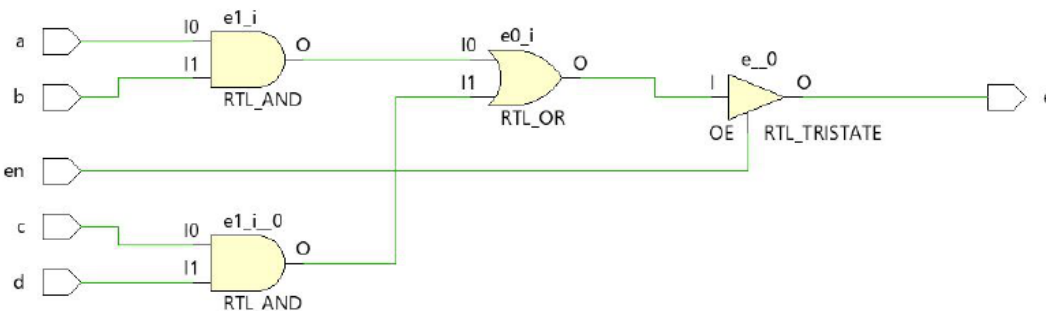 e1_i
a
I0
O
I1
b
RTL_AND
e0_i
I0
O
I1
RTL_OR
e__0
I
O
OE
RTL_TRISTATE
en
c
e1_i__0
I0
O
I1
d
RTL_AND